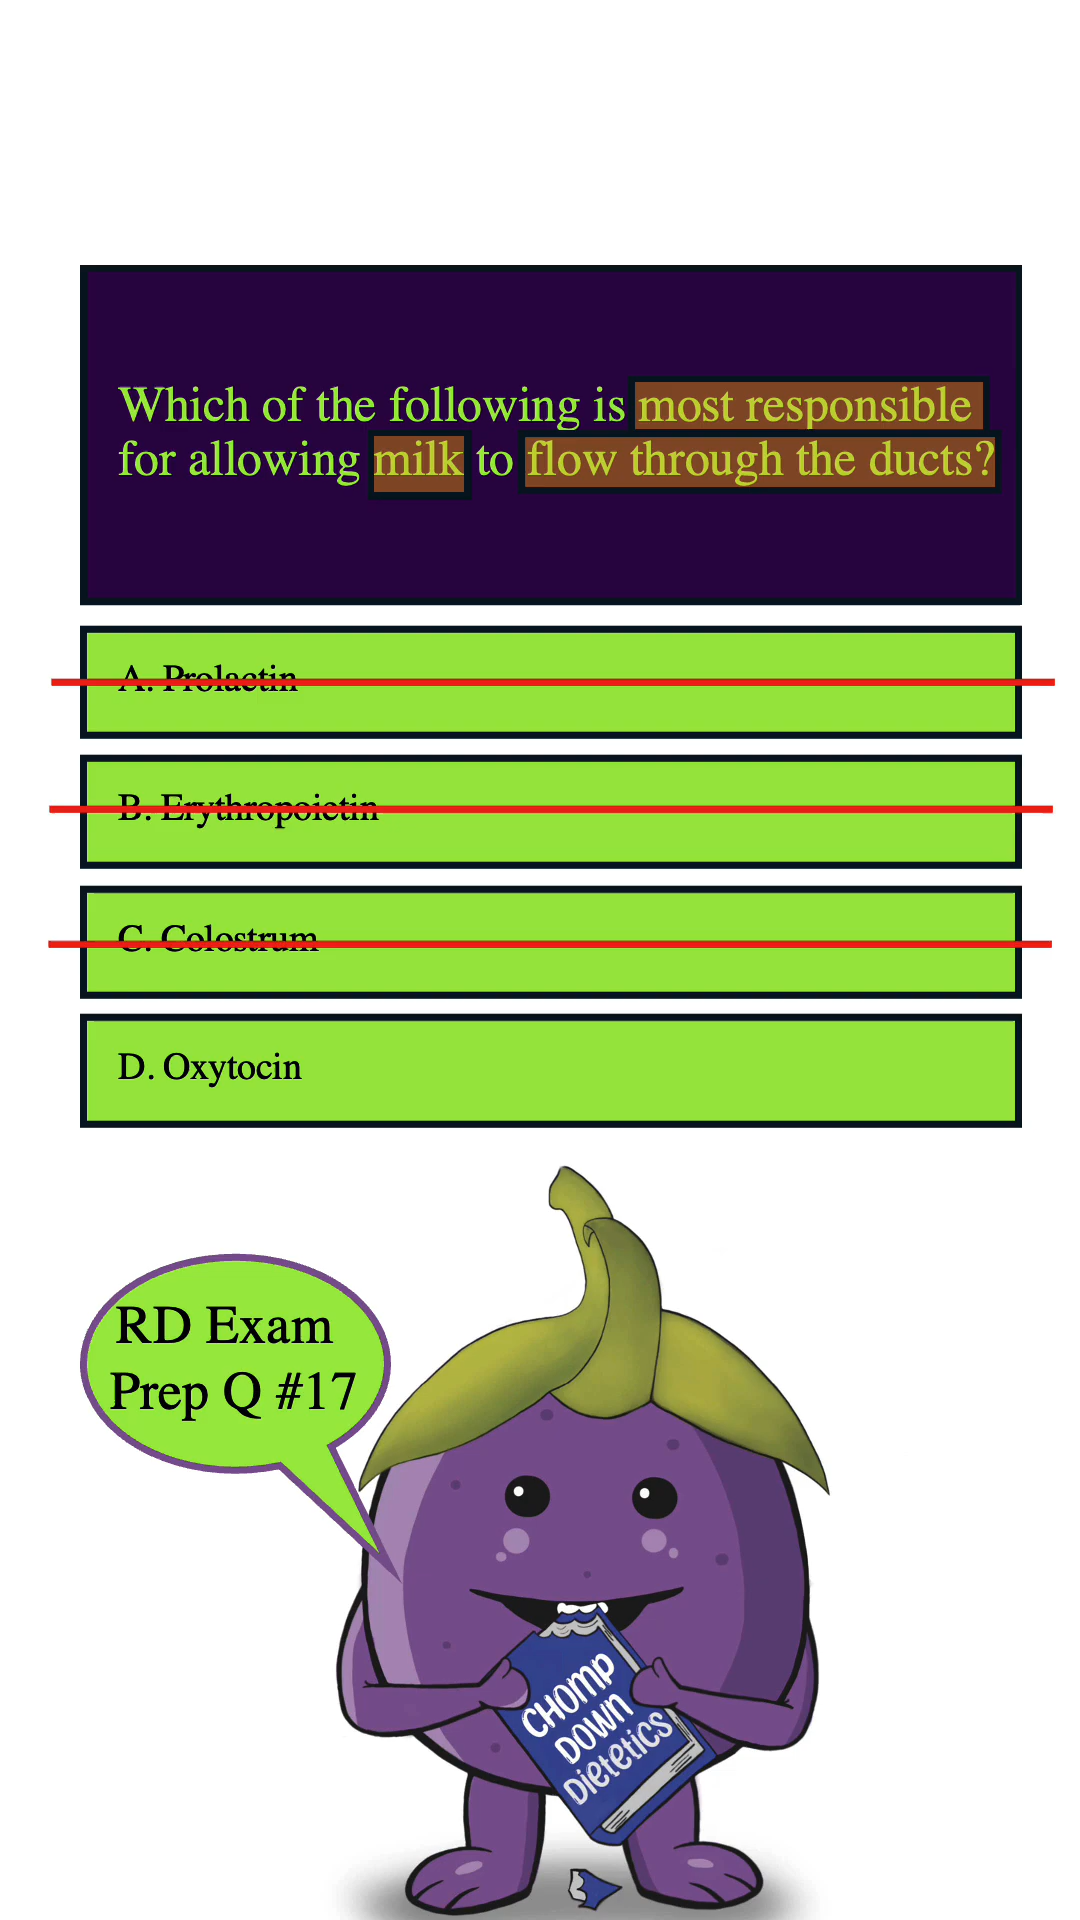 Which of the following is most responsible
for allowing milk to flow through the ducts?
A. Prolactin
B. Erythropoietin
C. Colostrum
D. Oxytocin
RD Exam
Prep Q #17
CHOMP
DOWN
Dietetics